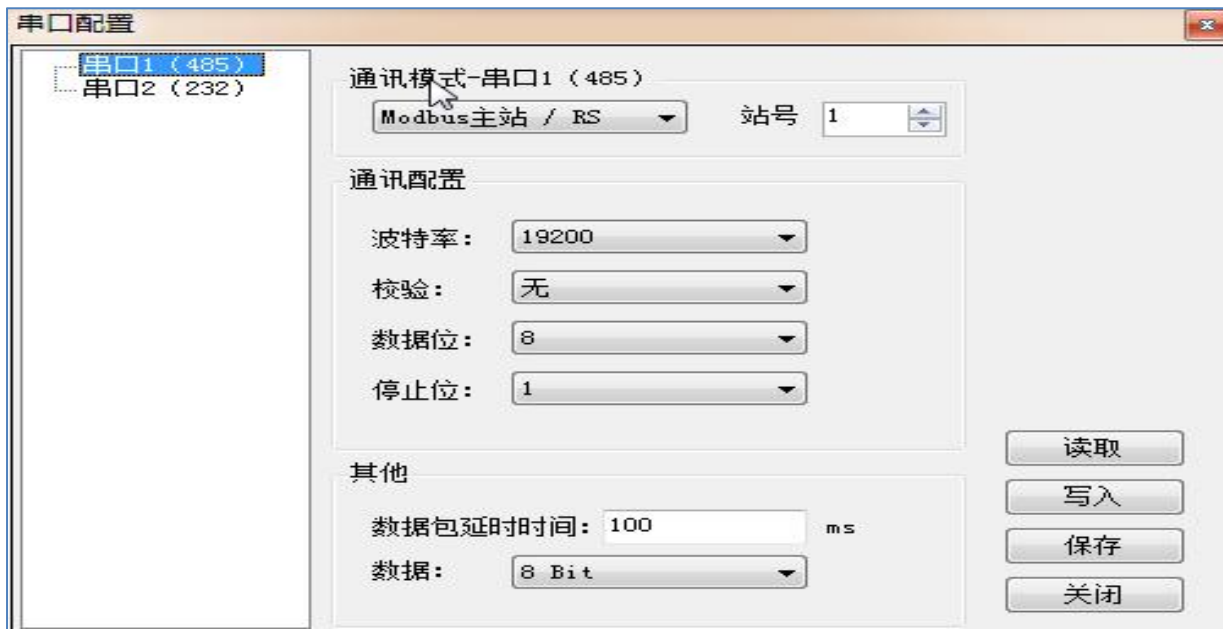 串口配置
串口1（485）
串口2（232）
通讯模式-串口1（485）
Modbus主站 / RS
站号
1
通讯配置
波特率：
19200
校验：
无
数据位：
8
停止位：
1
其他
数据包延时时间：
100
ms
数据：
8 Bit
读取
写入
保存
关闭